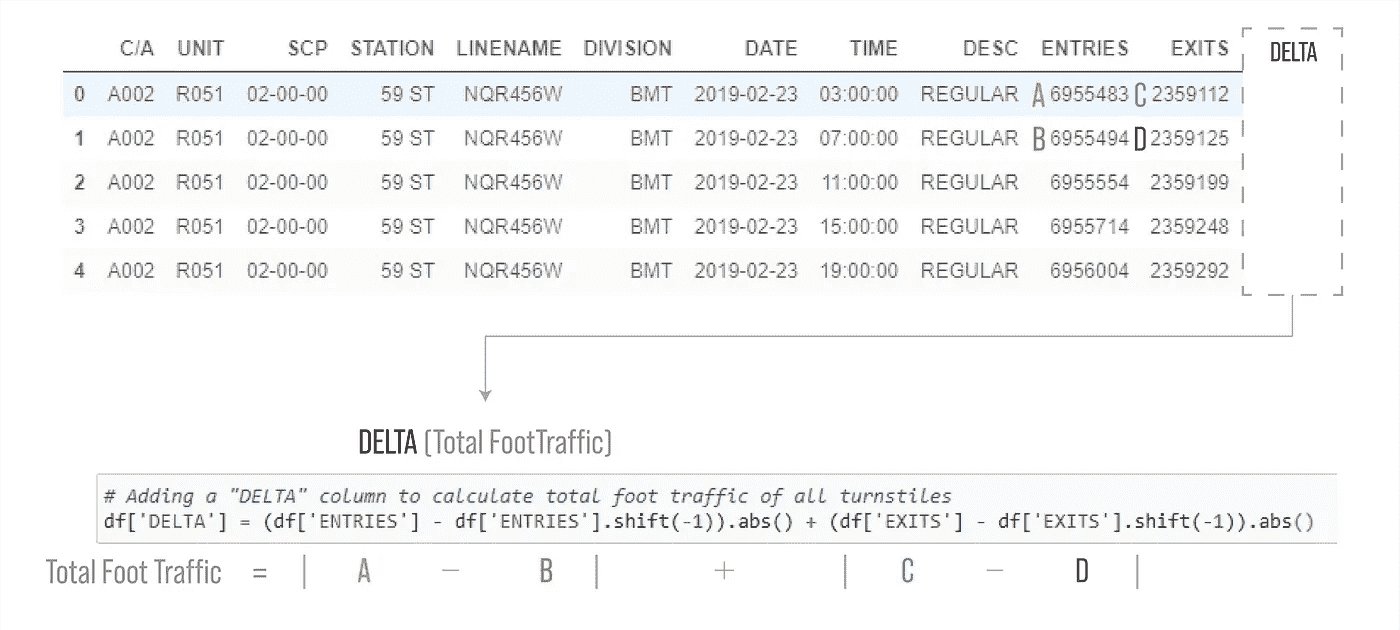 C/A UNIT SCP STATION LINENAME DIVISION DATE TIME DESC ENTRIES EXITS DELTA
0 A002 R051 02-00-00 59 ST NQR456W BMT 2019-02-23 03:00:00 REGULAR A 6955483 C 2359112
1 A002 R051 02-00-00 59 ST NQR456W BMT 2019-02-23 07:00:00 REGULAR B 6955494 D 2359125
2 A002 R051 02-00-00 59 ST NQR456W BMT 2019-02-23 11:00:00 REGULAR 6955554 2359199
3 A002 R051 02-00-00 59 ST NQR456W BMT 2019-02-23 15:00:00 REGULAR 6955714 2359248
4 A002 R051 02-00-00 59 ST NQR456W BMT 2019-02-23 19:00:00 REGULAR 6956004 2359292
DELTA (Total FootTraffic)
# Adding a "DELTA" column to calculate total foot traffic of all turnstiles
df['DELTA'] = (df['ENTRIES'] - df['ENTRIES'].shift(-1)).abs() + (df['EXITS'] - df['EXITS'].shift(-1)).abs()
Total Foot Traffic = | A − B | + | C − D |